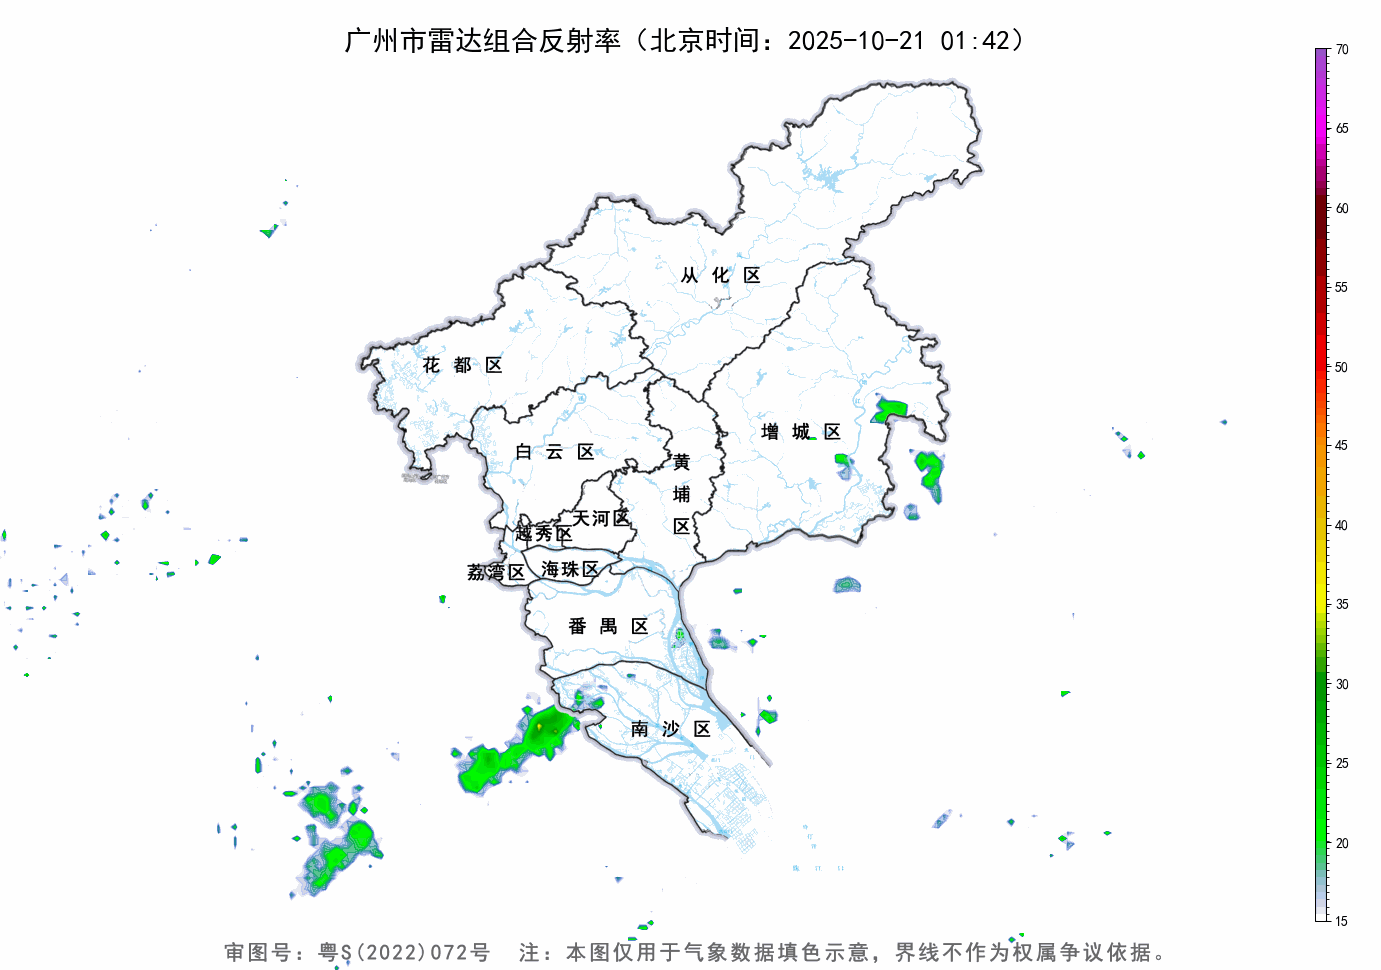 广州市雷达组合反射率（北京时间：2025-10-21 01:42）
70
65
60
55
50
45
40
35
30
25
20
15
从化区
花都区
增城区
白云区
黄埔区
天河区
越秀区
荔湾区
海珠区
番禺区
南沙区
审图号：粤S(2022)072号 注：本图仅用于气象数据填色示意，界线不作为权属争议依据。